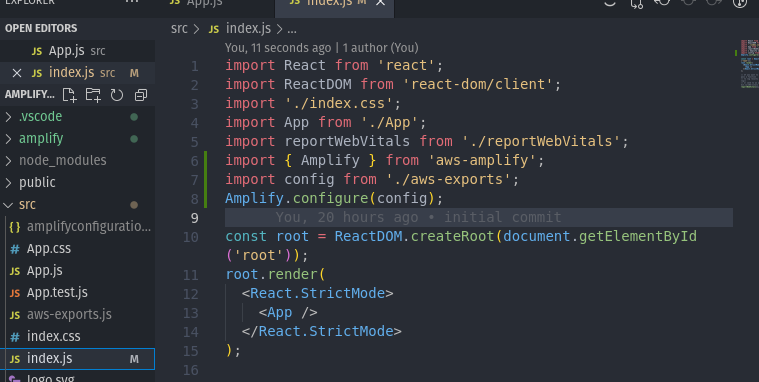 EXPLORER
OPEN EDITORS
JS App.js src
JS index.js src M
AMPLIFY...
.vscode
amplify
node_modules
public
src
{} amplifyconfiguratio...
# App.css
JS App.js
JS App.test.js
JS aws-exports.js
# index.css
JS index.js M
logo.svg
JS App.js
JS index.js M
src > JS index.js > ...
You, 11 seconds ago | 1 author (You)
1 import React from 'react';
2 import ReactDOM from 'react-dom/client';
3 import './index.css';
4 import App from './App';
5 import reportWebVitals from './reportWebVitals';
6 import { Amplify } from 'aws-amplify';
7 import config from './aws-exports';
8 Amplify.configure(config);
9 You, 20 hours ago • initial commit
10 const root = ReactDOM.createRoot(document.getElementById
('root'));
11 root.render(
12 <React.StrictMode>
13 <App />
14 </React.StrictMode>
15 );
16